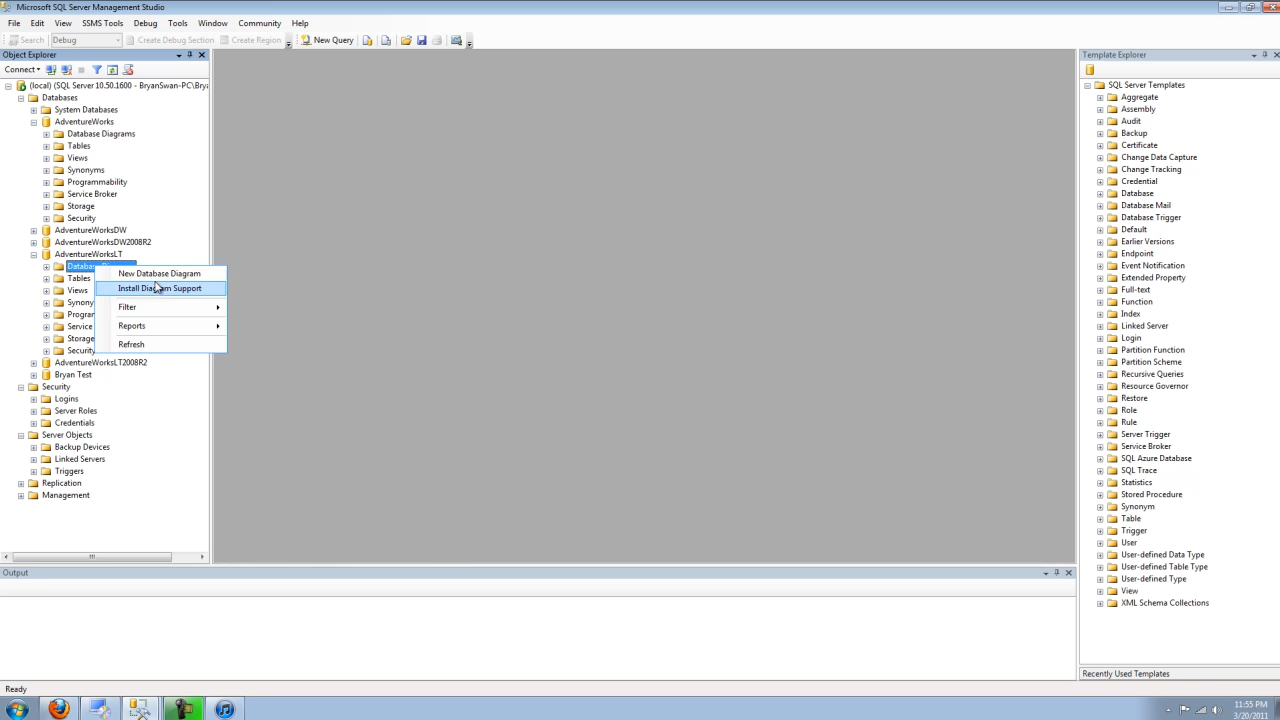 Microsoft SQL Server Management Studio
File Edit View SSMS Tools Debug Tools Window Community Help
Search Debug Create Debug Section Create Region New Query
Object Explorer
Connect
(local) (SQL Server 10.50.1600 - BryanSwan-PC\Brya
Databases
System Databases
AdventureWorks
Database Diagrams
Tables
Views
Synonyms
Programmability
Service Broker
Storage
Security
AdventureWorksDW
AdventureWorksDW2008R2
AdventureWorksLT
Databas
Tables
Views
Synony
Program
Service
Storage
Security
AdventureWorksLT2008R2
Bryan Test
Security
Logins
Server Roles
Credentials
Server Objects
Backup Devices
Linked Servers
Triggers
Replication
Management
New Database Diagram
Install Diagram Support
Filter
Reports
Refresh
Output
Template Explorer
SQL Server Templates
Aggregate
Assembly
Audit
Backup
Certificate
Change Data Capture
Change Tracking
Credential
Database
Database Mail
Database Trigger
Default
Earlier Versions
Endpoint
Event Notification
Extended Property
Full-text
Function
Index
Linked Server
Login
Partition Function
Partition Scheme
Recursive Queries
Resource Governor
Restore
Role
Rule
Server Trigger
Service Broker
SQL Azure Database
SQL Trace
Statistics
Stored Procedure
Synonym
Table
Trigger
User
User-defined Data Type
User-defined Table Type
User-defined Type
View
XML Schema Collections
Recently Used Templates
Ready
11:55 PM
3/20/2011